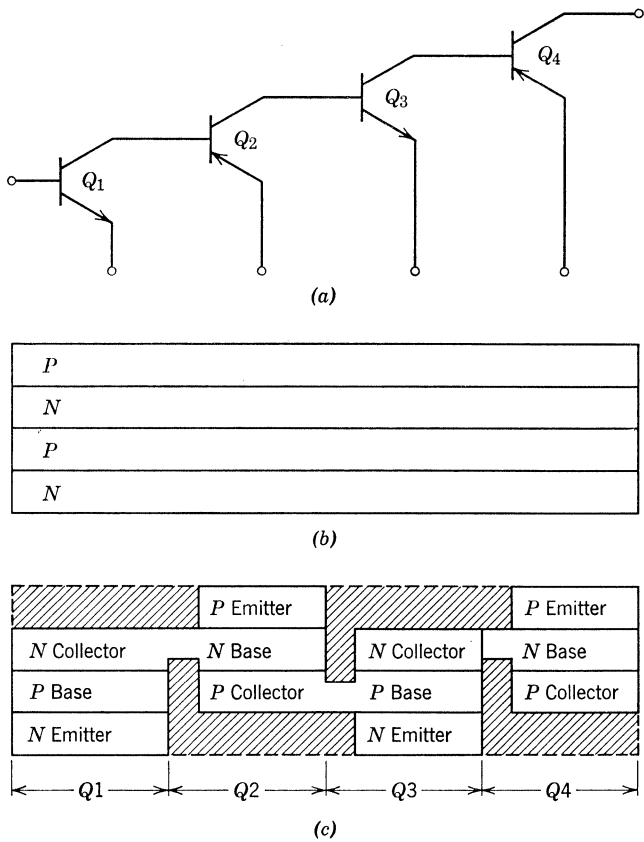 Q4
Q3
Q2
Q1
(a)
P
N
P
N
(b)
P Emitter P Emitter
N Collector N Base N Collector N Base
P Base P Collector P Base P Collector
N Emitter N Emitter
Q1 Q2 Q3 Q4
(c)